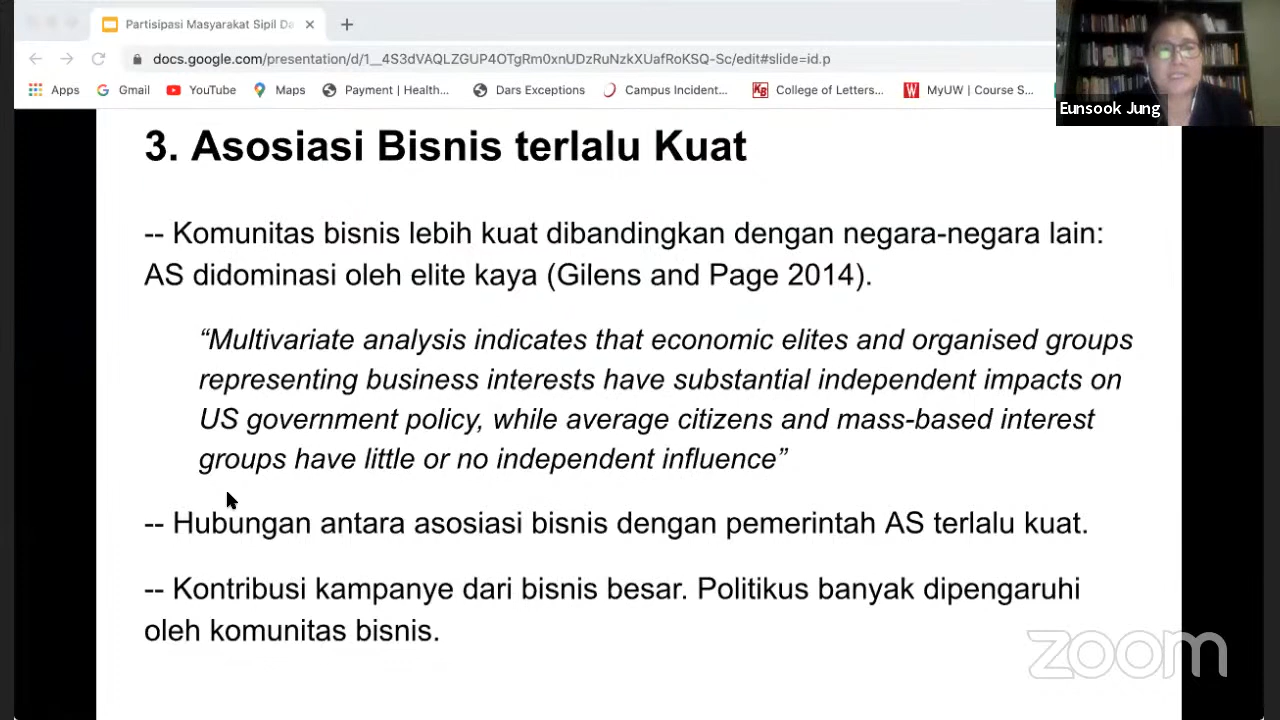 Partisipasi Masyarakat Sipil Da
docs.google.com/presentation/d/1__4S3dVAQLZGUP4OTgRm0xnUDzRuNzkXUafRoKSQ-Sc/edit#slide=id.p
Apps Gmail YouTube Maps Payment | Health... Dars Exceptions Campus Incident... College of Letters... MyUW | Course S...
Eunsook Jung
3. Asosiasi Bisnis terlalu Kuat
-- Komunitas bisnis lebih kuat dibandingkan dengan negara-negara lain:
AS didominasi oleh elite kaya (Gilens and Page 2014).
“Multivariate analysis indicates that economic elites and organised groups
representing business interests have substantial independent impacts on
US government policy, while average citizens and mass-based interest
groups have little or no independent influence”
-- Hubungan antara asosiasi bisnis dengan pemerintah AS terlalu kuat.
-- Kontribusi kampanye dari bisnis besar. Politikus banyak dipengaruhi
oleh komunitas bisnis.
zoom